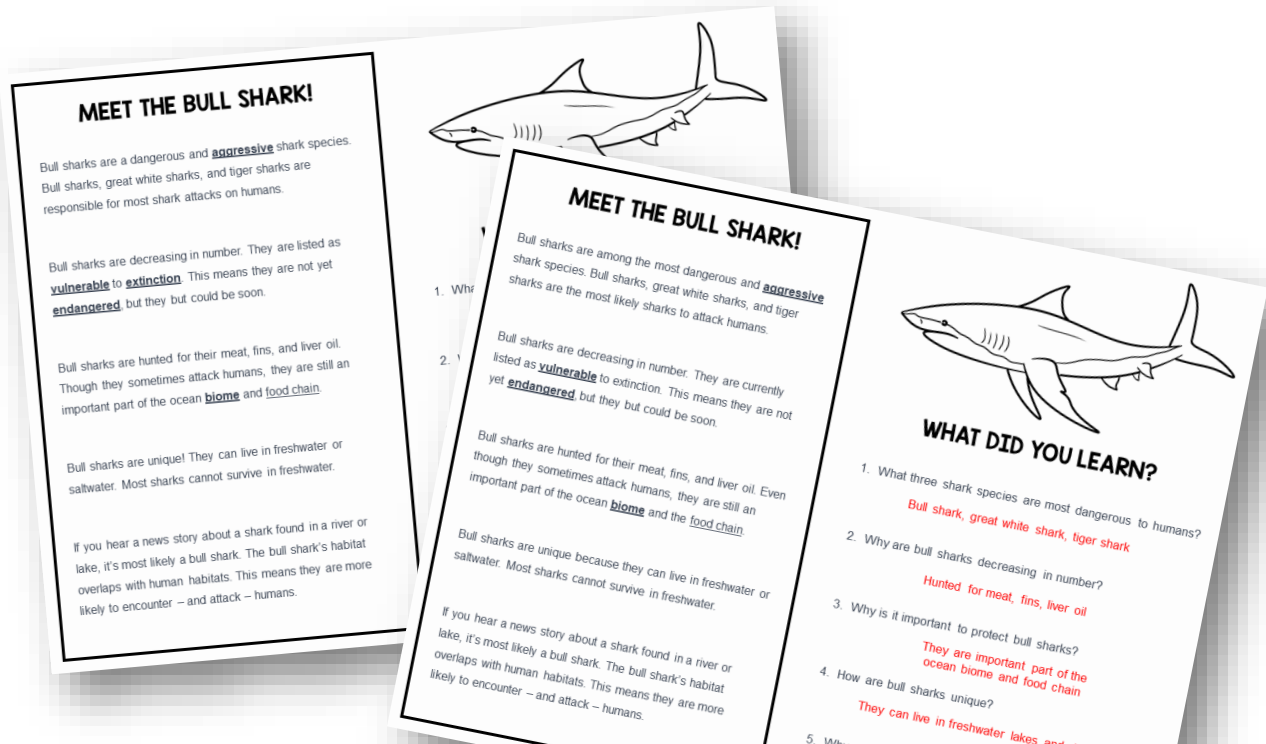 MEET THE BULL SHARK!
Bull sharks are a dangerous and aggressive shark species.
Bull sharks, great white sharks, and tiger sharks are
responsible for most shark attacks on humans.
Bull sharks are decreasing in number. They are listed as
vulnerable to extinction. This means they are not yet
endangered, but they but could be soon.
Bull sharks are hunted for their meat, fins, and liver oil.
Though they sometimes attack humans, they are still an
important part of the ocean biome and food chain.
Bull sharks are unique! They can live in freshwater or
saltwater. Most sharks cannot survive in freshwater.
If you hear a news story about a shark found in a river or
lake, it's most likely a bull shark. The bull shark's habitat
overlaps with human habitats. This means they are more
likely to encounter – and attack – humans.
1.
2.
MEET THE BULL SHARK!
Bull sharks are among the most dangerous and aggressive
shark species. Bull sharks, great white sharks, and tiger
sharks are the most likely sharks to attack humans.
Bull sharks are decreasing in number. They are currently
listed as vulnerable to extinction. This means they are not
yet endangered, but they but could be soon.
Bull sharks are hunted for their meat, fins, and liver oil. Even
though they sometimes attack humans, they are still an
important part of the ocean biome and the food chain.
Bull sharks are unique because they can live in freshwater or
saltwater. Most sharks cannot survive in freshwater.
If you hear a news story about a shark found in a river or
lake, it's most likely a bull shark. The bull shark's habitat
overlaps with human habitats. This means they are more
likely to encounter – and attack – humans.
WHAT DID YOU LEARN?
1. What three shark species are most dangerous to humans?
Bull shark, great white shark, tiger shark
2. Why are bull sharks decreasing in number?
Hunted for meat, fins, liver oil
3. Why is it important to protect bull sharks?
They are important part of the
ocean biome and food chain
4. How are bull sharks unique?
They can live in freshwater lakes and
5.